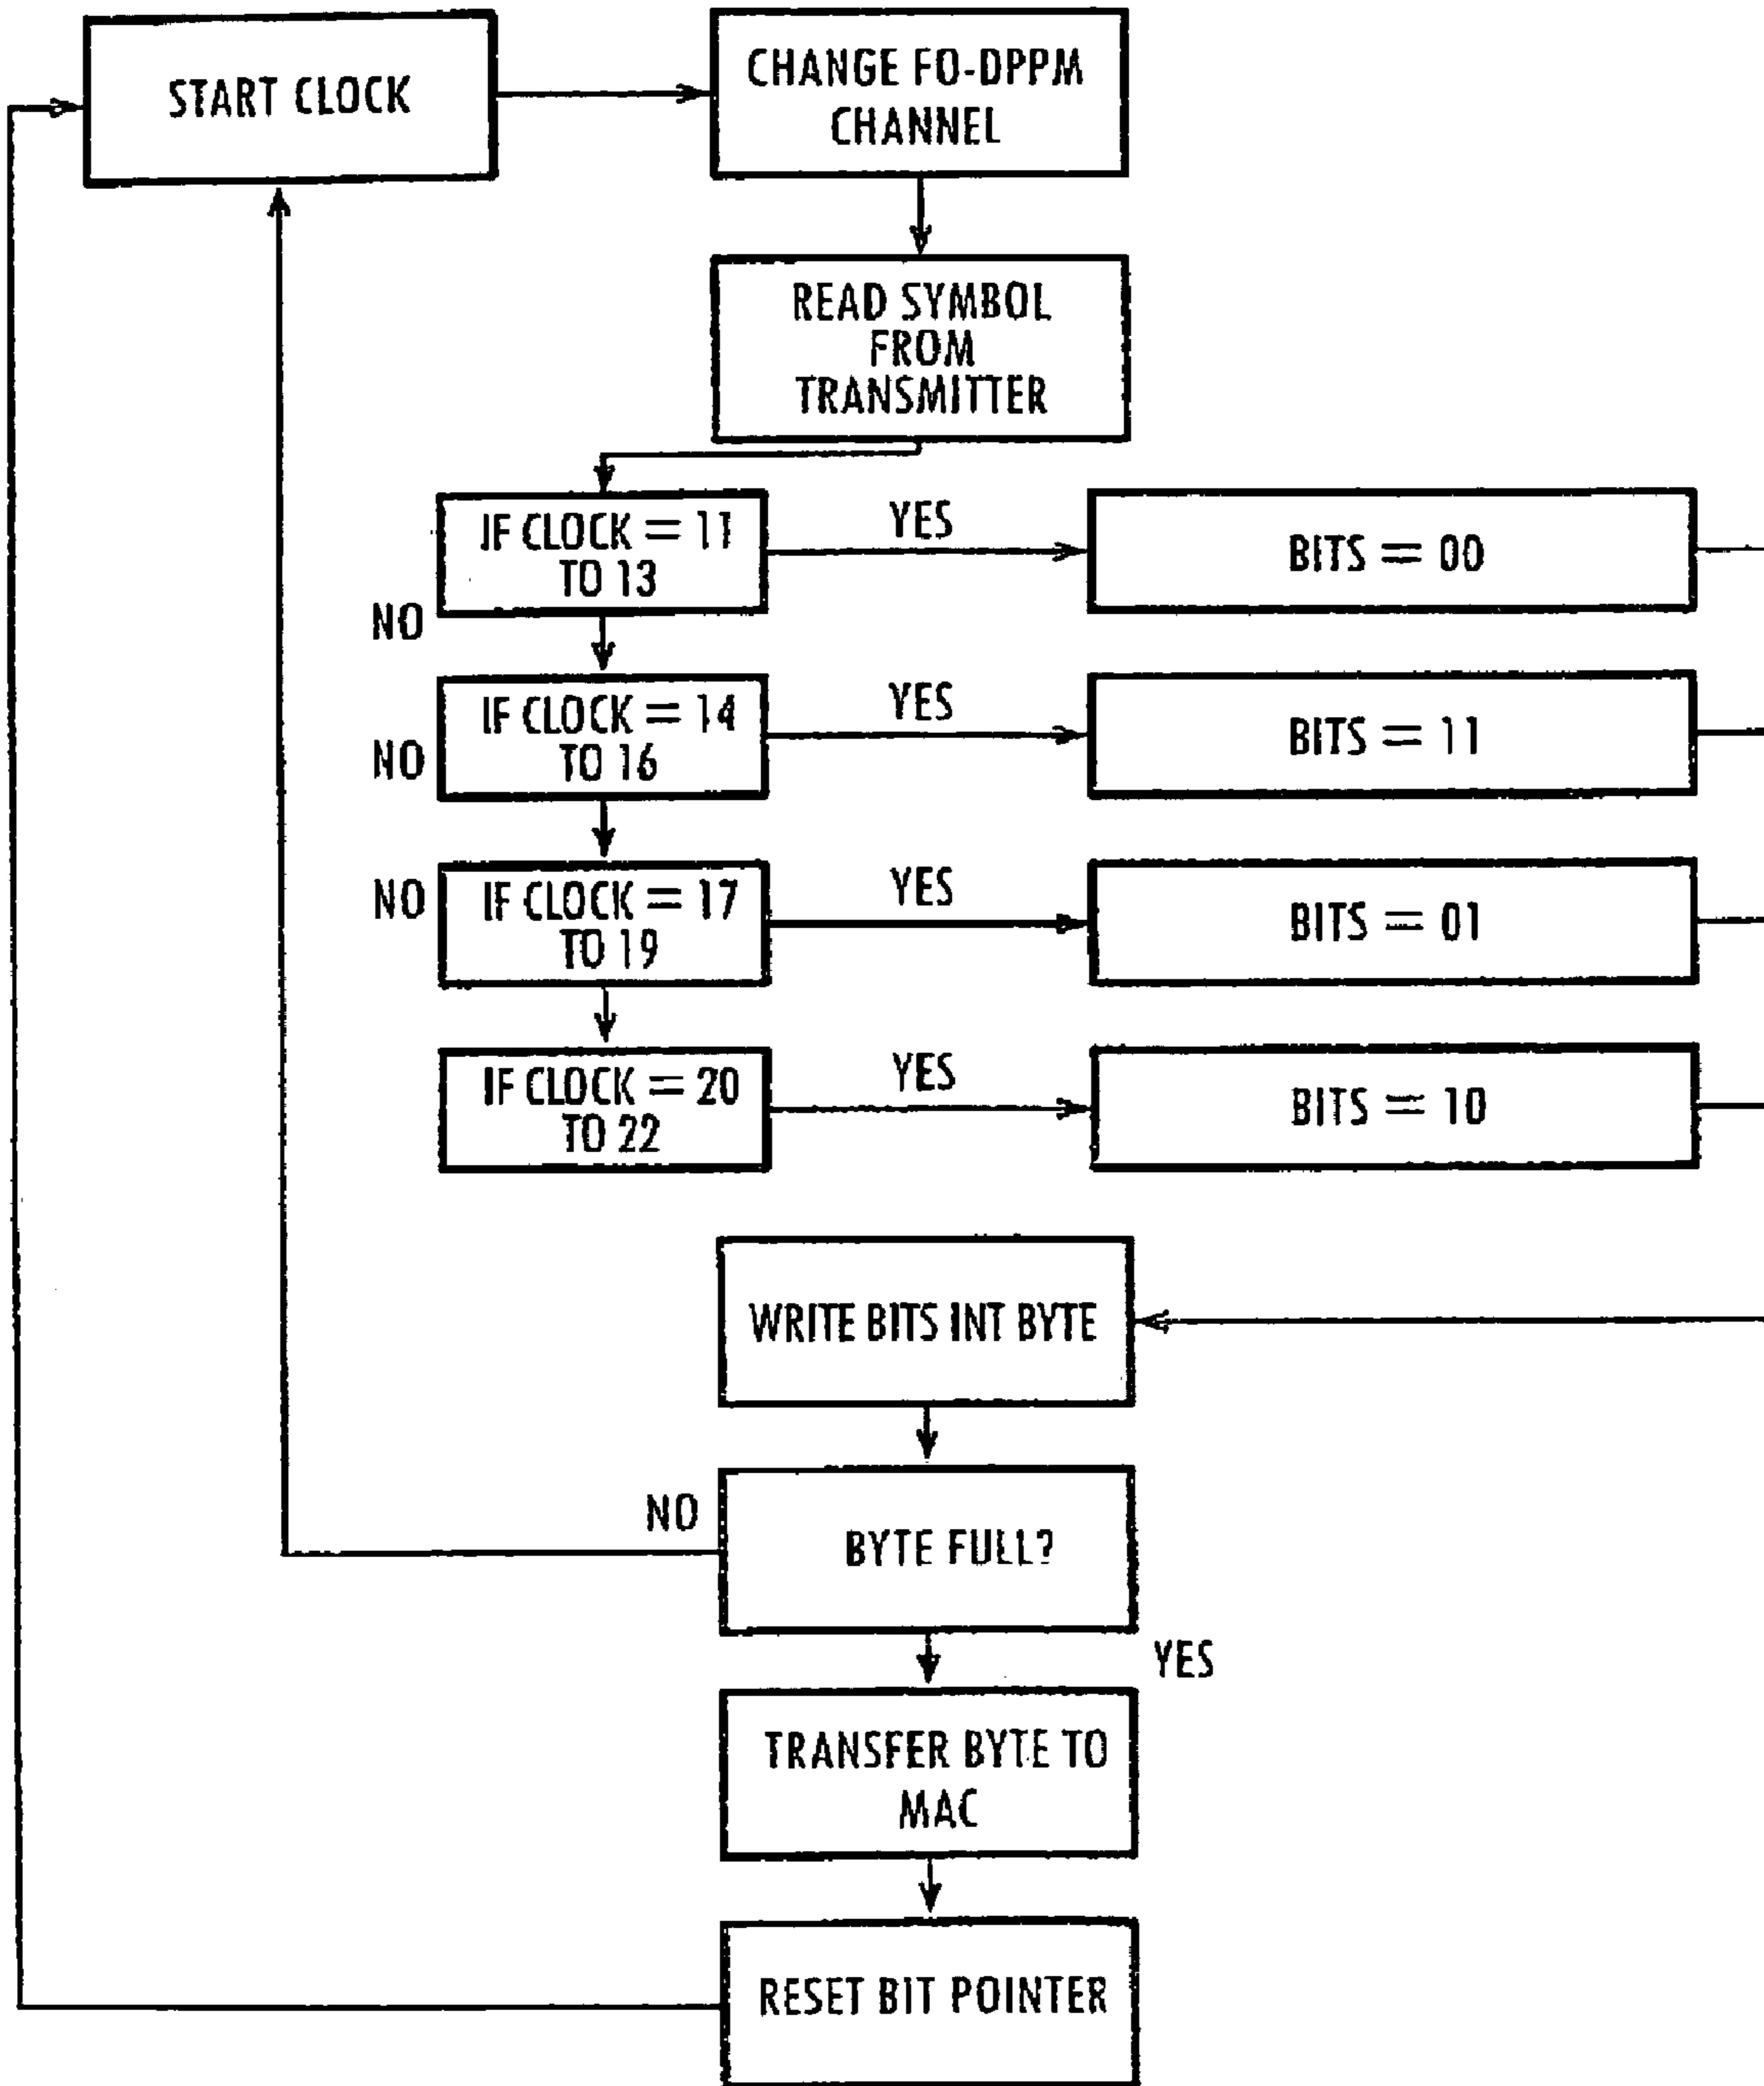 START CLOCK
CHANGE FO-DPPM
CHANNEL
READ SYMBOL
FROM
TRANSMITTER
IF CLOCK = 11
TO 13
YES
BITS = 00
NO
IF CLOCK = 14
TO 16
YES
BITS = 11
NO
IF CLOCK = 17
TO 19
YES
BITS = 01
NO
IF CLOCK = 20
TO 22
YES
BITS = 10
WRITE BITS INT BYTE
NO
BYTE FULL?
YES
TRANSFER BYTE TO
MAC
RESET BIT POINTER